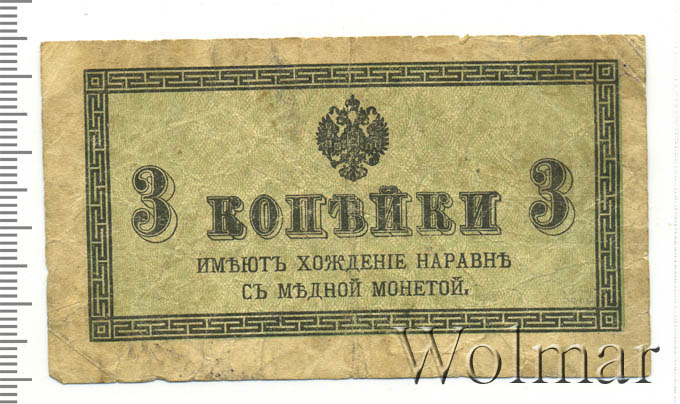 3 КОПѢЙКИ 3
ИМѢЮТЪ ХОЖДЕНІЕ НАРАВНѢ
СЪ МѢДНОЙ МОНЕТОЙ.
Wolmar